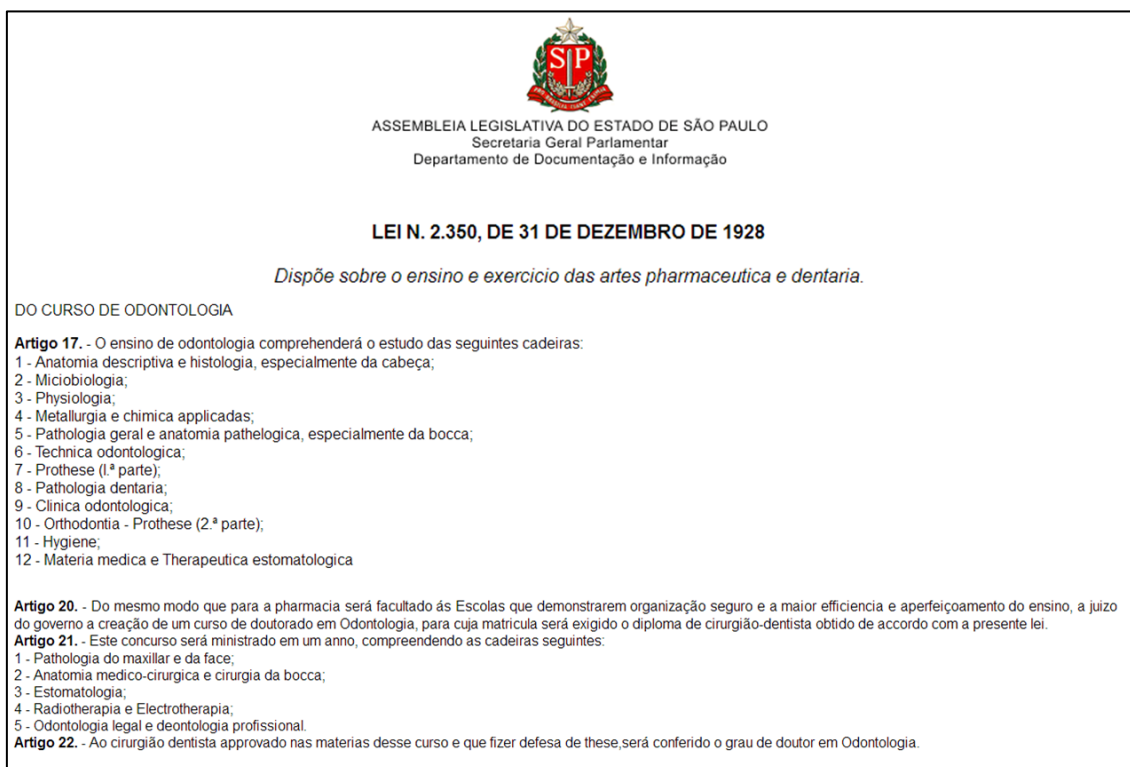 SP
ASSEMBLEIA LEGISLATIVA DO ESTADO DE SÃO PAULO
Secretaria Geral Parlamentar
Departamento de Documentação e Informação
LEI N. 2.350, DE 31 DE DEZEMBRO DE 1928
Dispõe sobre o ensino e exercicio das artes pharmaceutica e dentaria.
DO CURSO DE ODONTOLOGIA
Artigo 17. - O ensino de odontologia comprehenderá o estudo das seguintes cadeiras:
1 - Anatomia descriptiva e histologia, especialmente da cabeça;
2 - Miciobiologia;
3 - Physiologia;
4 - Metallurgia e chimica applicadas;
5 - Pathologia geral e anatomia pathelogica, especialmente da bocca;
6 - Technica odontologica;
7 - Prothese (l.ª parte);
8 - Pathologia dentaria;
9 - Clinica odontologica;
10 - Orthodontia - Prothese (2.ª parte);
11 - Hygiene;
12 - Materia medica e Therapeutica estomatologica
Artigo 20. - Do mesmo modo que para a pharmacia será facultado ás Escolas que demonstrarem organização seguro e a maior efficiencia e aperfeiçoamento do ensino, a juizo
do governo a creação de um curso de doutorado em Odontologia, para cuja matricula será exigido o diploma de cirurgião-dentista obtido de accordo com a presente lei.
Artigo 21. - Este concurso será ministrado em um anno, compreendendo as cadeiras seguintes:
1 - Pathologia do maxillar e da face;
2 - Anatomia medico-cirurgica e cirurgia da bocca;
3 - Estomatologia;
4 - Radiotherapia e Electrotherapia;
5 - Odontologia legal e deontologia profissional.
Artigo 22. - Ao cirurgião dentista approvado nas materias desse curso e que fizer defesa de these,será conferido o grau de doutor em Odontologia.